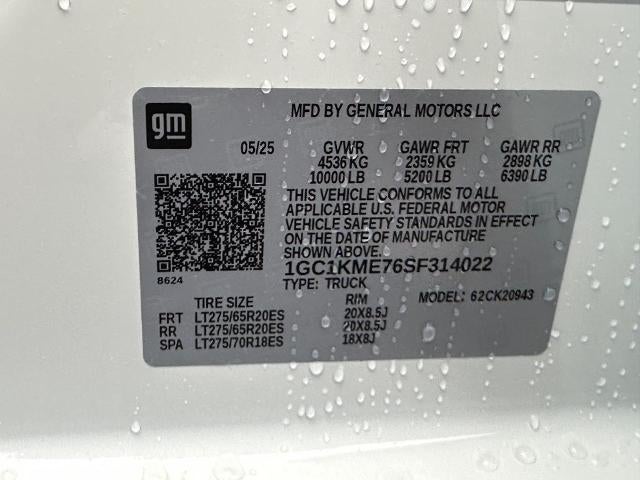 gm
MFD BY GENERAL MOTORS LLC
05/25 GVWR GAWR FRT GAWR RR
4536 KG 2359 KG 2898 KG
10000 LB 5200 LB 6390 LB
THIS VEHICLE CONFORMS TO ALL
APPLICABLE U.S. FEDERAL MOTOR
VEHICLE SAFETY STANDARDS IN EFFECT
ON THE DATE OF MANUFACTURE
SHOWN ABOVE.
8624
1GC1KME76SF314022
TYPE: TRUCK
TIRE SIZE RIM MODEL: 62CK20943
FRT LT275/65R20ES 20X8.5J
RR LT275/65R20ES 20X8.5J
SPA LT275/70R18ES 18X8J